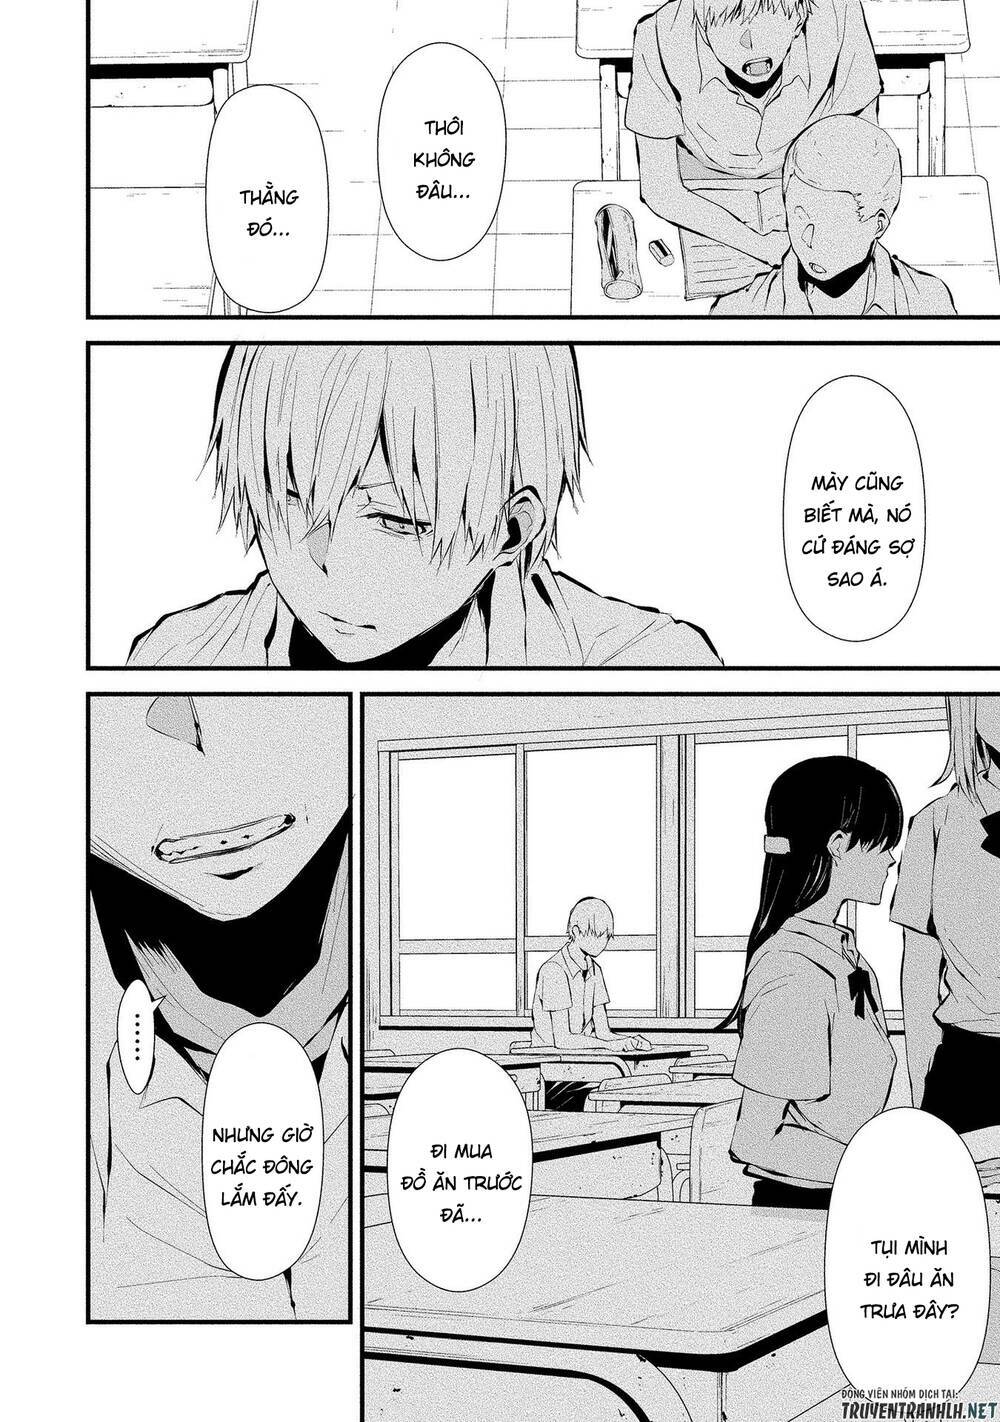 THÔI
KHÔNG
ĐÂU...
THẰNG
ĐÓ...
MÀY CŨNG
BIẾT MÀ, NÓ
CỨ ĐÁNG SỢ
SAO Á.
TỤI MÌNH
ĐI ĐÂU ĂN
TRƯA ĐÂY?
ĐI MUA
ĐỒ ĂN TRƯỚC
ĐÃ...
NHƯNG GIỜ
CHẮC ĐÔNG
LẮM ĐẤY.
......
ĐỘNG VIÊN NHÓM DỊCH TẠI:
TRUYENTRANHLH.NET